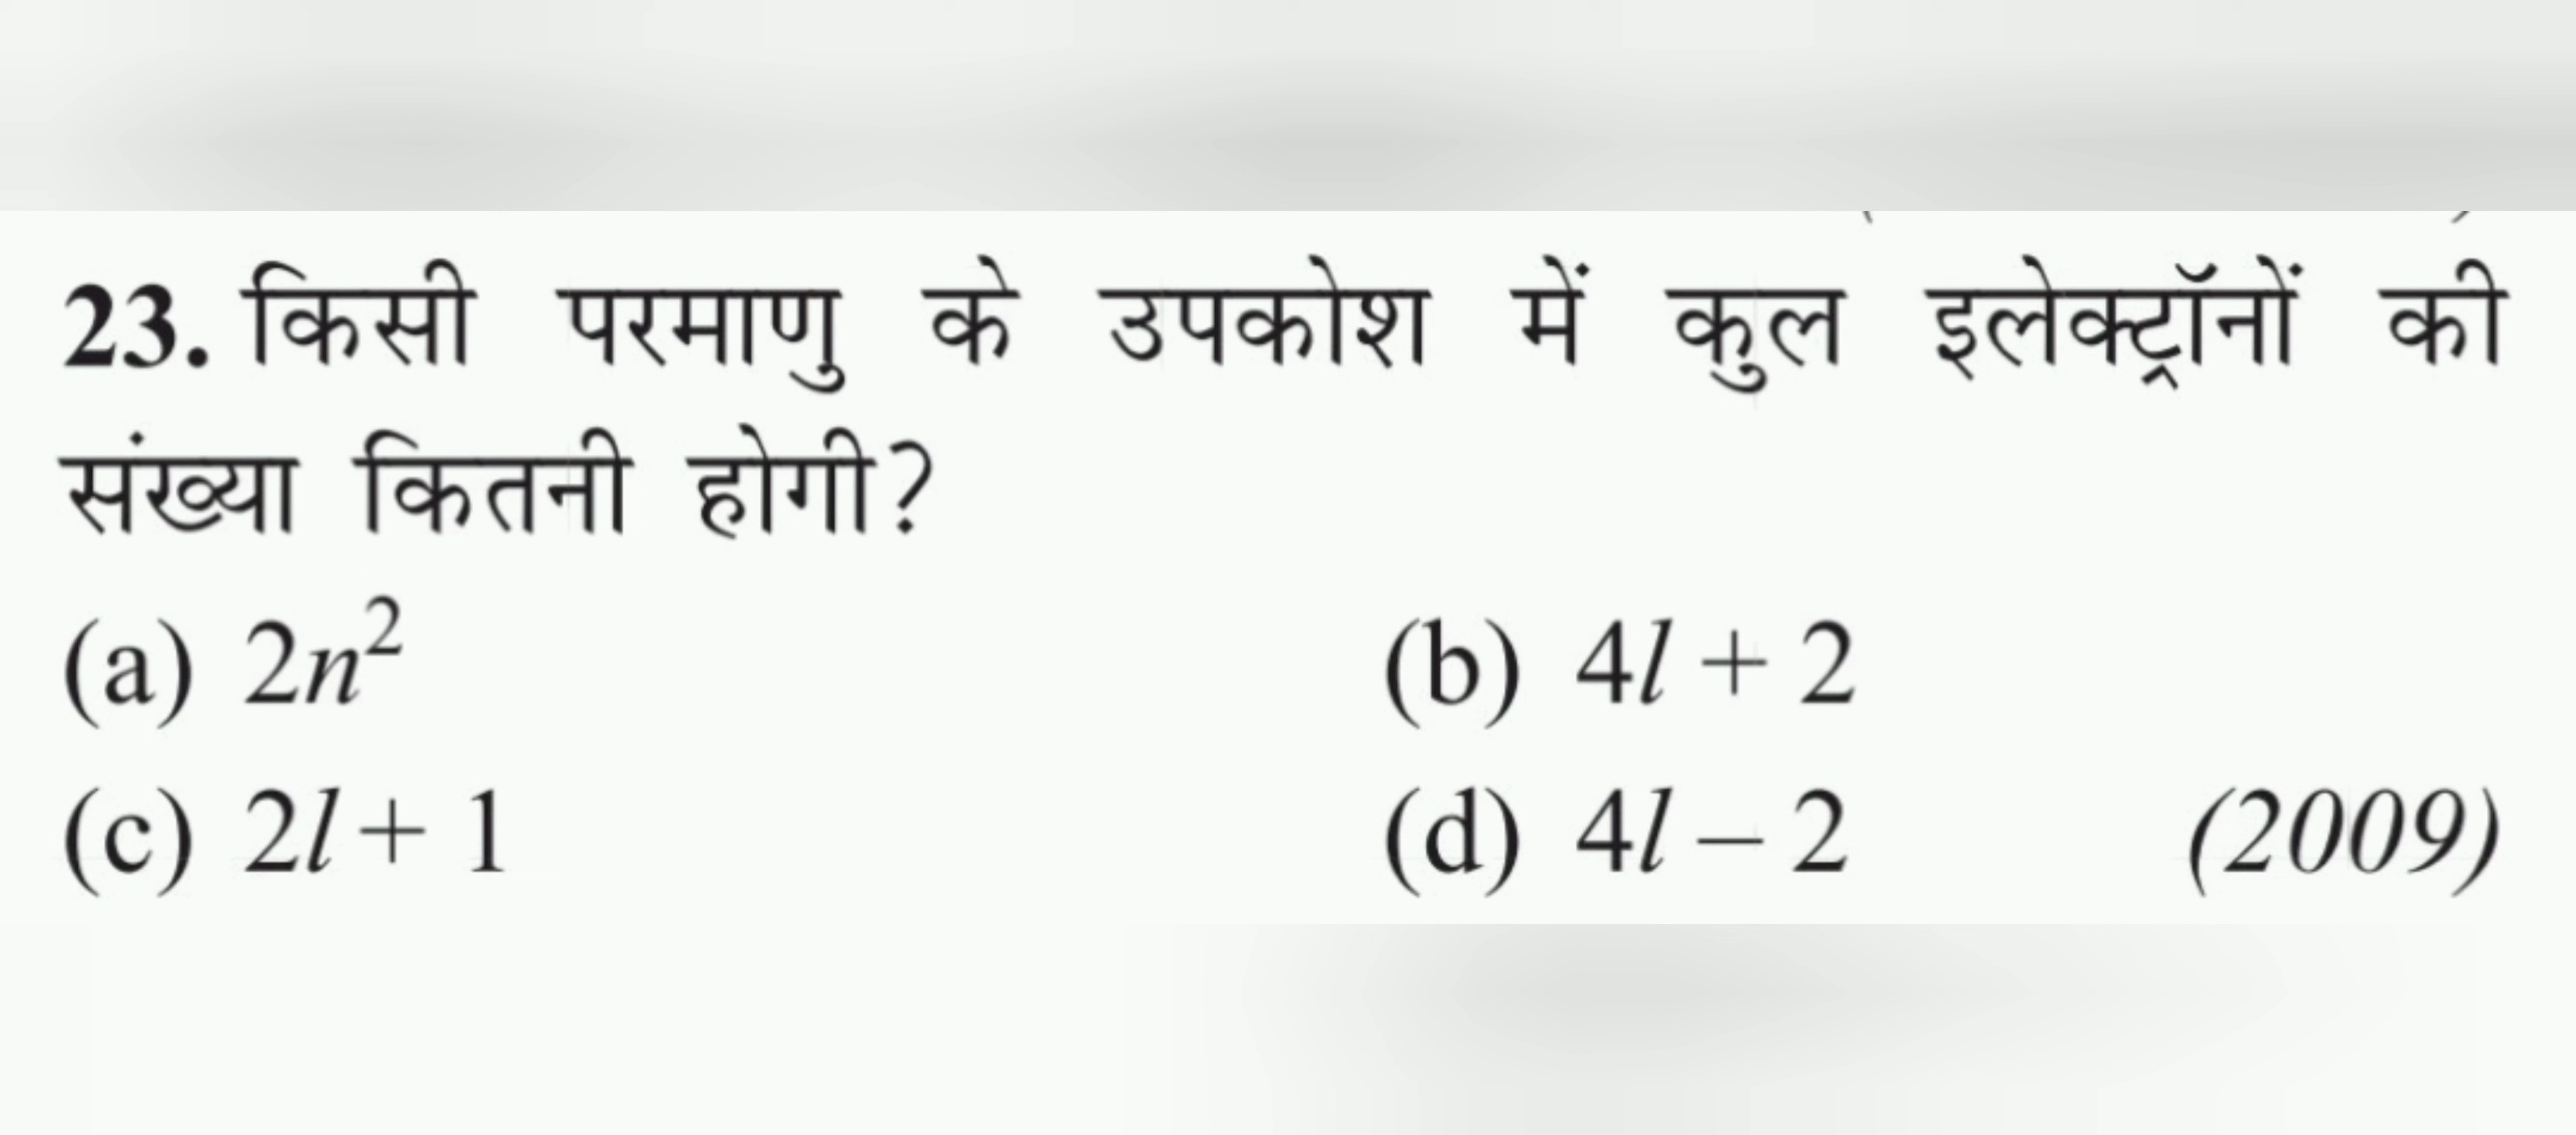 23. किसी परमाणु के उपकोश में कुल इलेक्ट्रॉनों की
संख्या कितनी होगी?
(a) 2n² (b) 4l + 2
(c) 2l + 1 (d) 4l – 2 (2009)